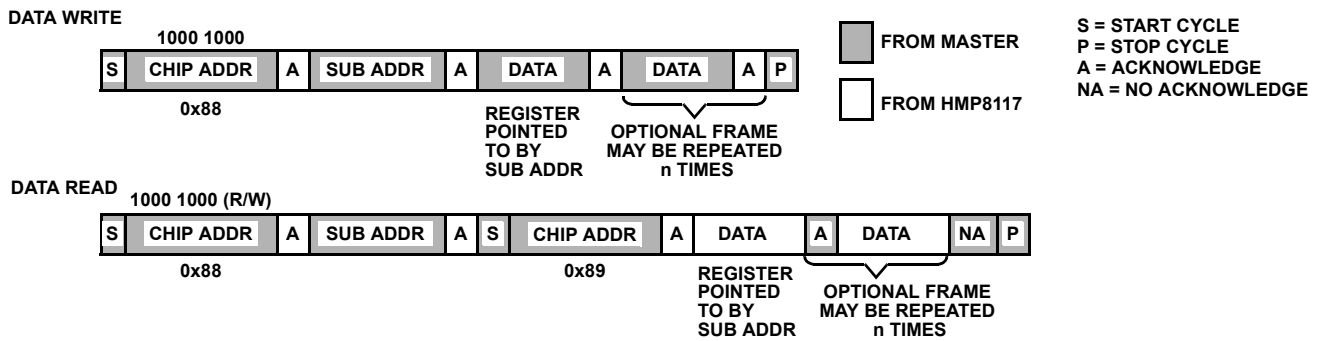 DATA WRITE
1000 1000
S CHIP ADDR A SUB ADDR A DATA A DATA A P
0x88
REGISTER
POINTED
TO BY
SUB ADDR
OPTIONAL FRAME
MAY BE REPEATED
n TIMES
FROM MASTER
FROM HMP8117
S = START CYCLE
P = STOP CYCLE
A = ACKNOWLEDGE
NA = NO ACKNOWLEDGE
DATA READ
1000 1000 (R/W)
S CHIP ADDR A SUB ADDR A S CHIP ADDR A DATA A DATA NA P
0x88
0x89
REGISTER
POINTED
TO BY
SUB ADDR
OPTIONAL FRAME
MAY BE REPEATED
n TIMES